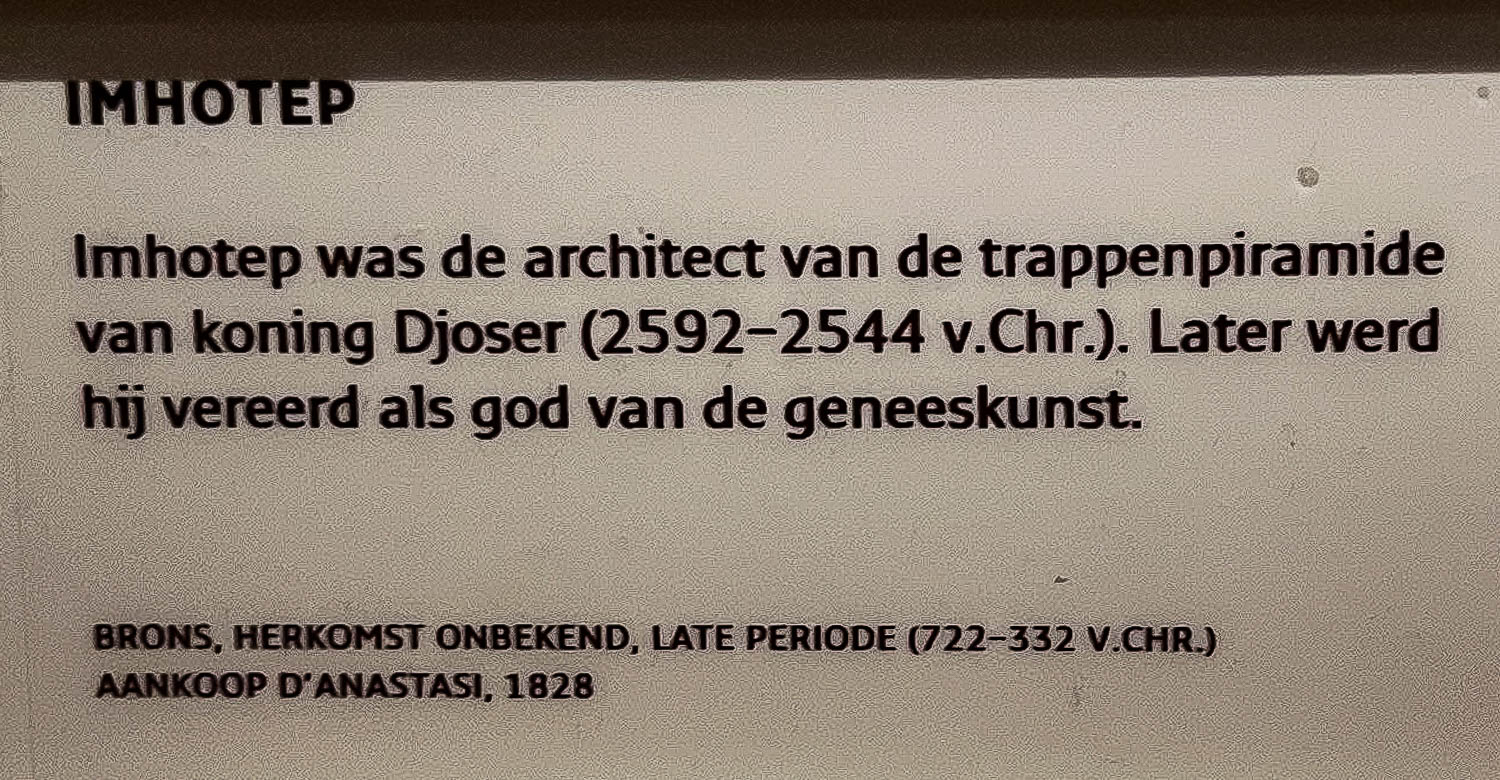 IMHOTEP
Imhotep was de architect van de trappenpiramide
van koning Djoser (2592–2544 v.Chr.). Later werd
hij vereerd als god van de geneeskunst.
BRONS, HERKOMST ONBEKEND, LATE PERIODE (722–332 V.CHR.)
AANKOOP D'ANASTASI, 1828